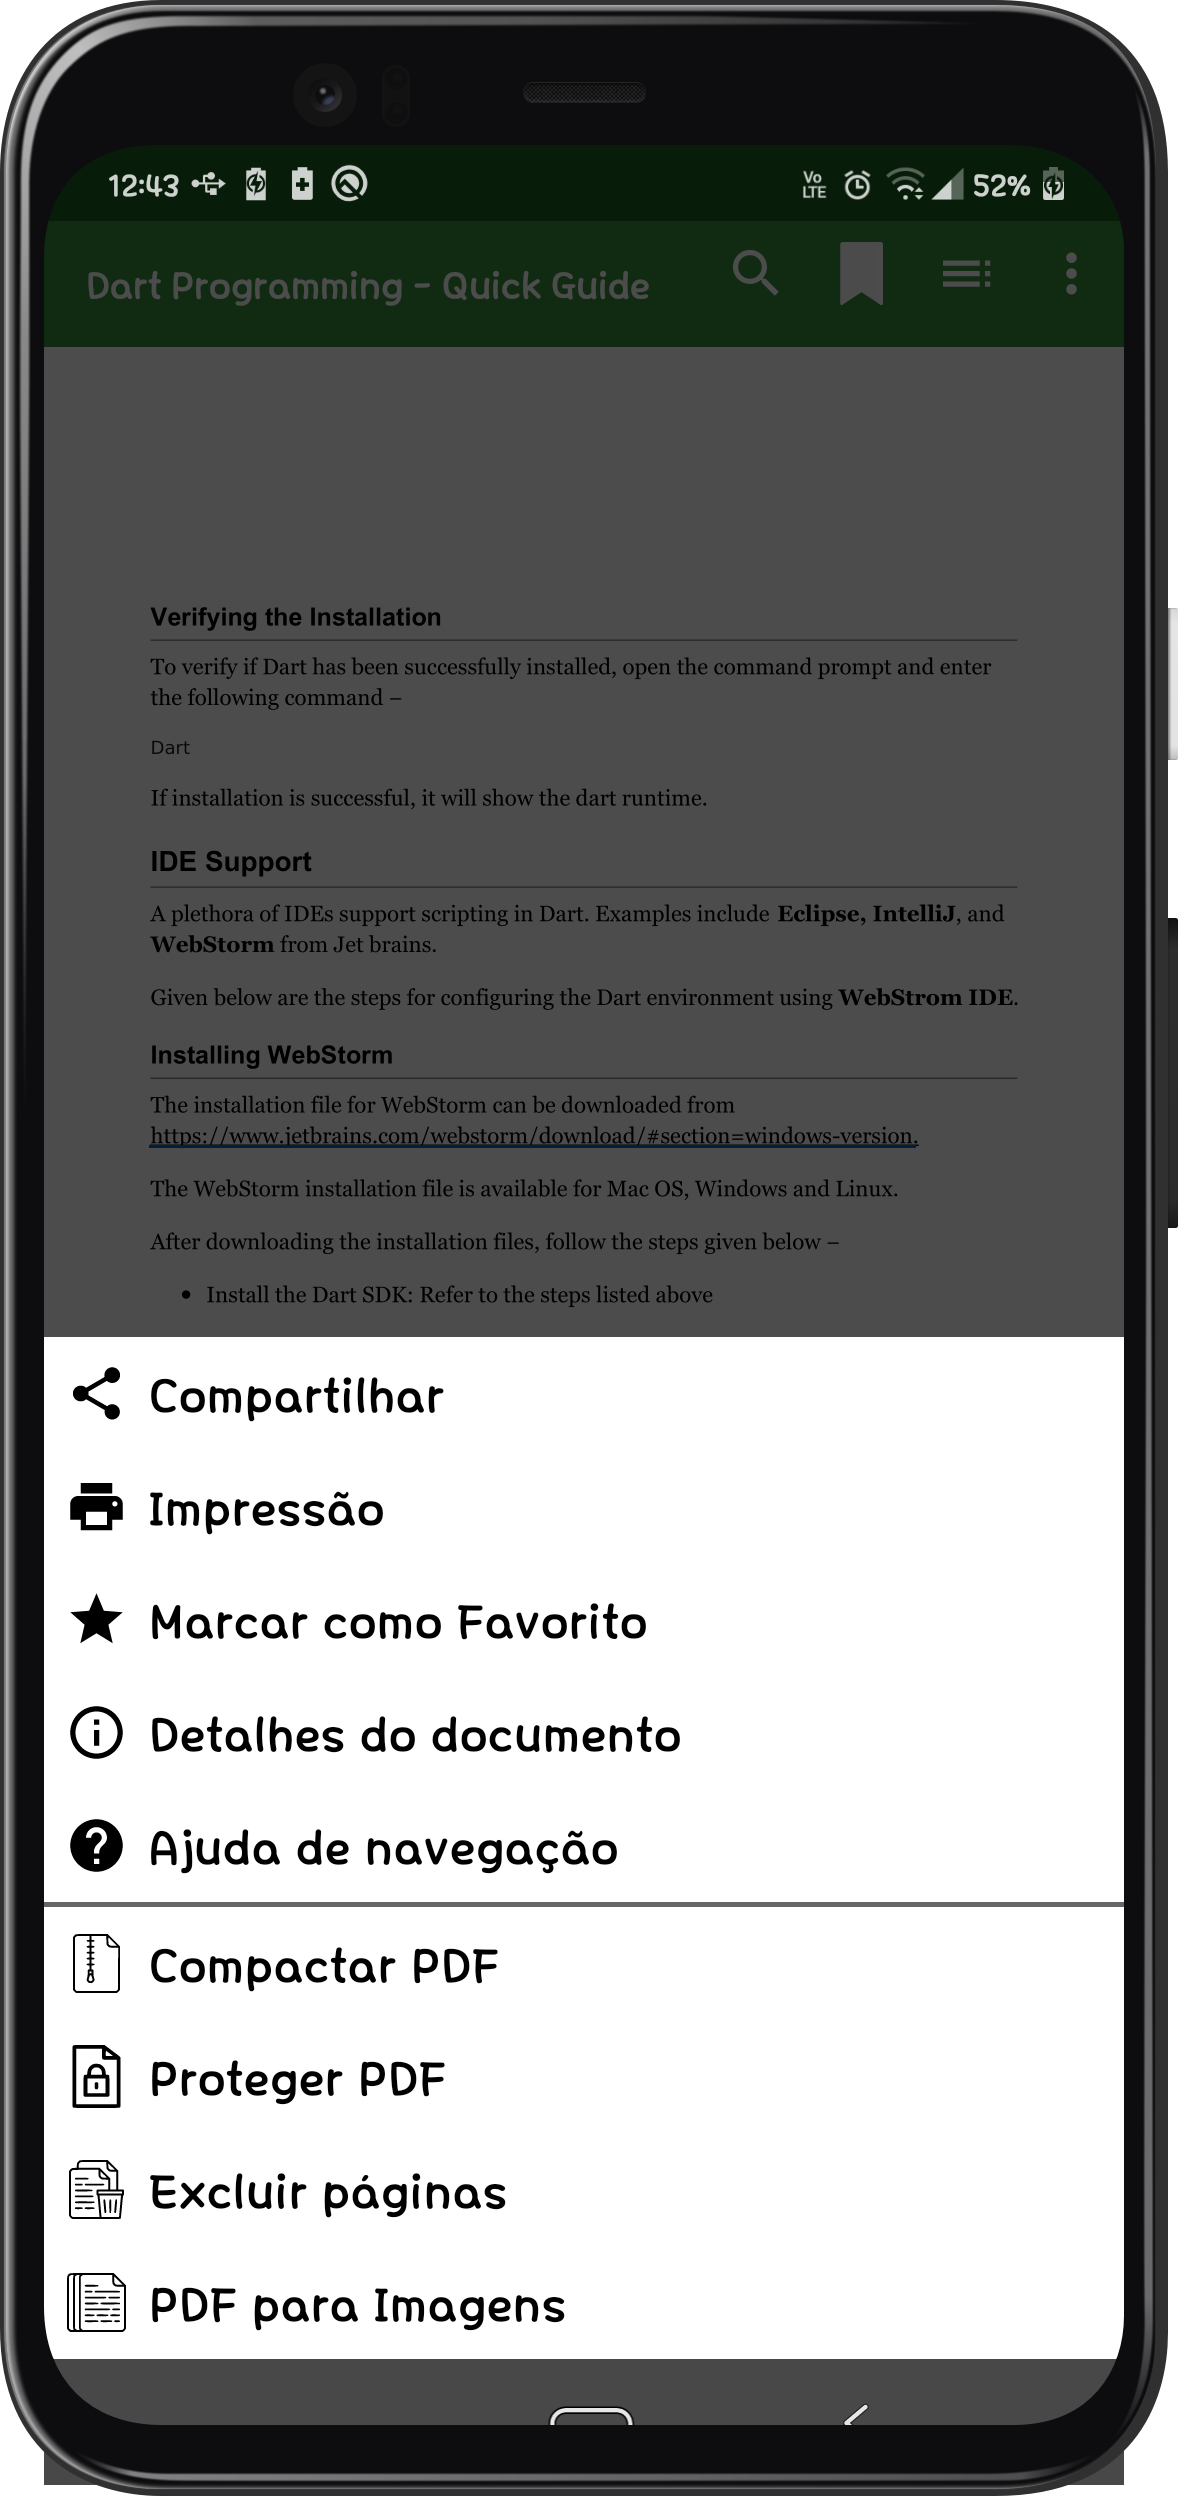 12:43
Vo
LTE
52%
Dart Programming - Quick Guide
Verifying the Installation
To verify if Dart has been successfully installed, open the command prompt and enter
the following command –
Dart
If installation is successful, it will show the dart runtime.
IDE Support
A plethora of IDEs support scripting in Dart. Examples include Eclipse, IntelliJ, and
WebStorm from Jet brains.
Given below are the steps for configuring the Dart environment using WebStrom IDE.
Installing WebStorm
The installation file for WebStorm can be downloaded from
https://www.jetbrains.com/webstorm/download/#section=windows-version.
The WebStorm installation file is available for Mac OS, Windows and Linux.
After downloading the installation files, follow the steps given below –
• Install the Dart SDK: Refer to the steps listed above
Compartilhar
Impressão
Marcar como Favorito
Detalhes do documento
Ajuda de navegação
Compactar PDF
Proteger PDF
Excluir páginas
PDF para Imagens